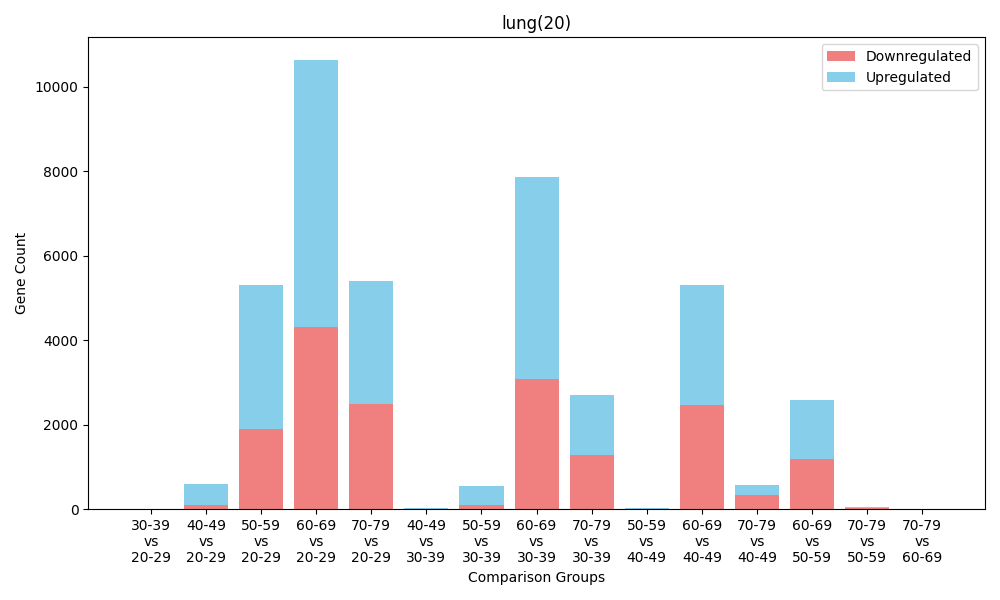 lung(20)
Downregulated
Upregulated
Gene Count
10000
8000
6000
4000
2000
0
30-39 vs 20-29
40-49 vs 20-29
50-59 vs 20-29
60-69 vs 20-29
70-79 vs 20-29
40-49 vs 30-39
50-59 vs 30-39
60-69 vs 30-39
70-79 vs 30-39
50-59 vs 40-49
60-69 vs 40-49
70-79 vs 40-49
60-69 vs 50-59
70-79 vs 50-59
70-79 vs 60-69
Comparison Groups